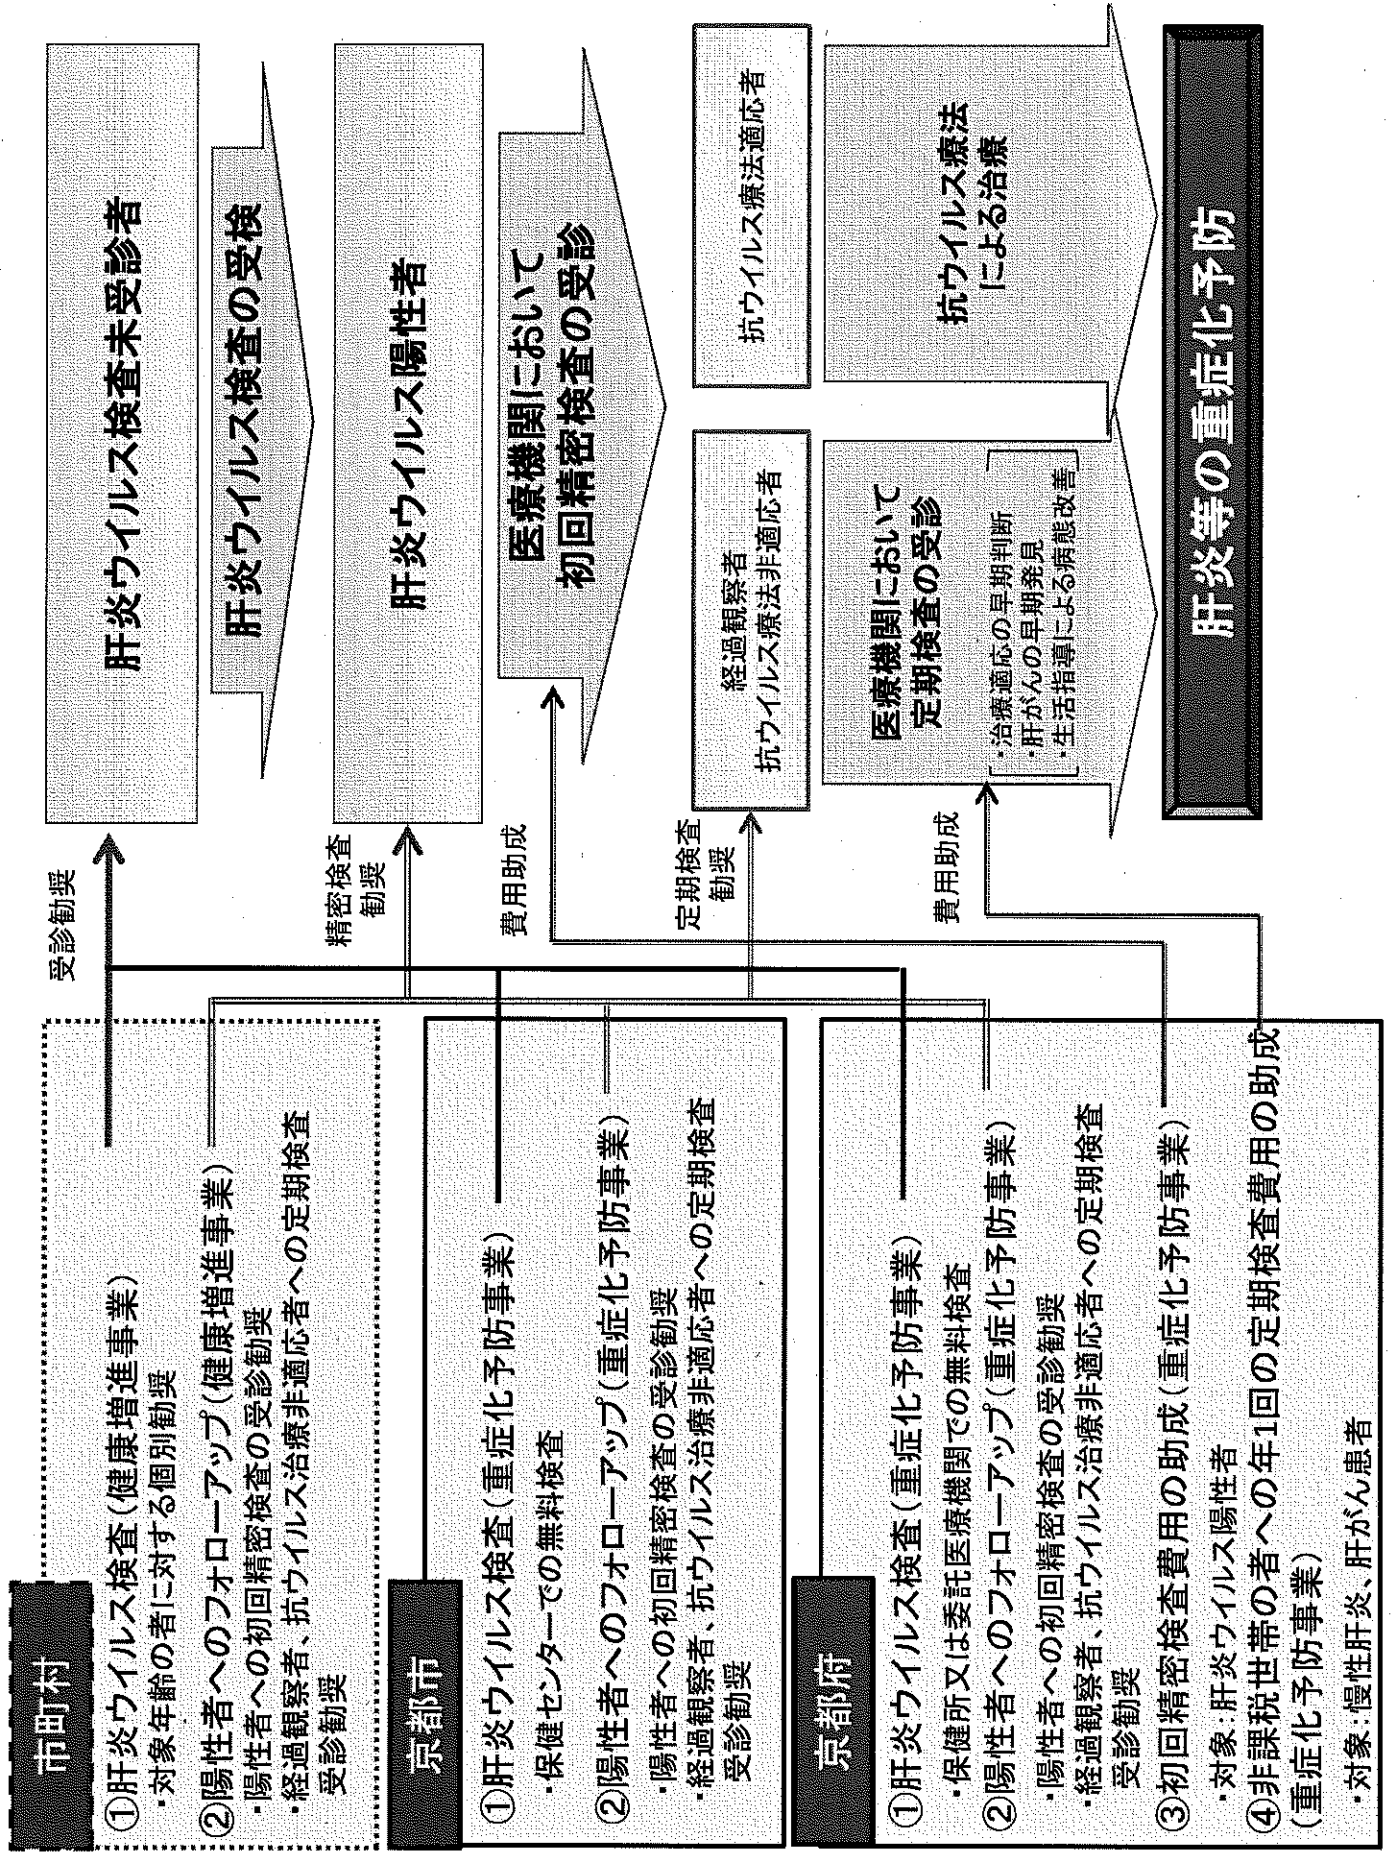 市町村
①肝炎ウイルス検査(健康増進事業)
・対象年齢の者に対する個別勧奨
②陽性者へのフォローアップ(健康増進事業)
・陽性者への初回精密検査の受診勧奨
・経過観察者、抗ウイルス治療非適応者への定期検査
受診勧奨
京都市
①肝炎ウイルス検査(重症化予防事業)
・保健センターでの無料検査
②陽性者へのフォローアップ(重症化予防事業)
・陽性者への初回精密検査の受診勧奨
・経過観察者、抗ウイルス治療非適応者への定期検査
受診勧奨
京都府
①肝炎ウイルス検査(重症化予防事業)
・保健所又は委託医療機関での無料検査
②陽性者へのフォローアップ(重症化予防事業)
・陽性者への初回精密検査の受診勧奨
・経過観察者、抗ウイルス治療非適応者への定期検査
受診勧奨
③初回精密検査費用の助成(重症化予防事業)
・対象:肝炎ウイルス陽性者
④非課税世帯の者への年1回の定期検査費用の助成
(重症化予防事業)
・対象:慢性肝炎、肝がん患者
受診勧奨
精密検査
勧奨
費用助成
定期検査
勧奨
費用助成
肝炎ウイルス検査未受診者
肝炎ウイルス検査の受検
肝炎ウイルス陽性者
医療機関において
初回精密検査の受診
経過観察者
抗ウイルス療法非適応者
抗ウイルス療法適応者
医療機関において
定期検査の受診
・治療適応の早期判断
・肝がんの早期発見
・生活指導による病態改善
抗ウイルス療法
による治療
肝炎等の重症化予防